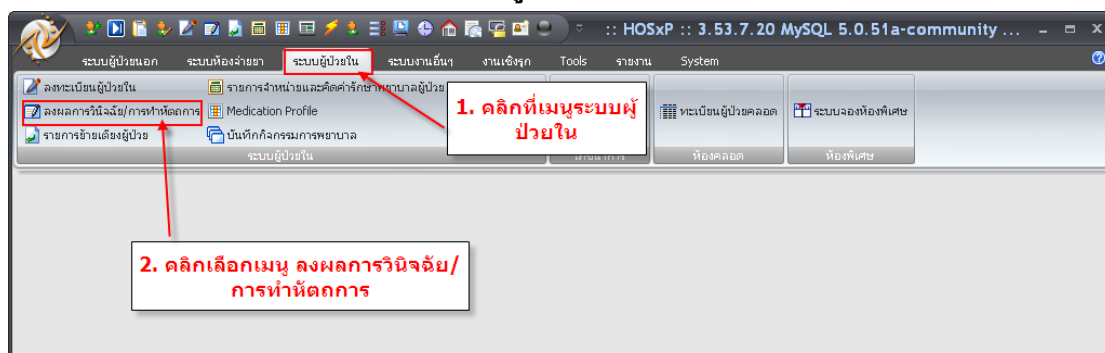 :: HOSxP :: 3.53.7.20 MySQL 5.0.51a-community ...
ระบบผู้ป่วยนอก ระบบห้องจ่ายยา ระบบผู้ป่วยใน ระบบงานอื่นๆ งานเชิงรุก Tools รายงาน System
ลงทะเบียนผู้ป่วยใน รายการจำหน่ายและคิดค่ารักษาพยาบาลผู้ป่วย
ลงผลการวินิจฉัย/การทำหัตถการ Medication Profile ทะเบียนผู้ป่วยคลอด ระบบจองห้องพิเศษ
รายการย้ายเตียงผู้ป่วย บันทึกกิจกรรมการพยาบาล
ระบบผู้ป่วยใน ห้องคลอด ห้องพิเศษ
1. คลิกที่เมนูระบบผู้
ป่วยใน
2. คลิกเลือกเมนู ลงผลการวินิจฉัย/
การทำหัตถการ